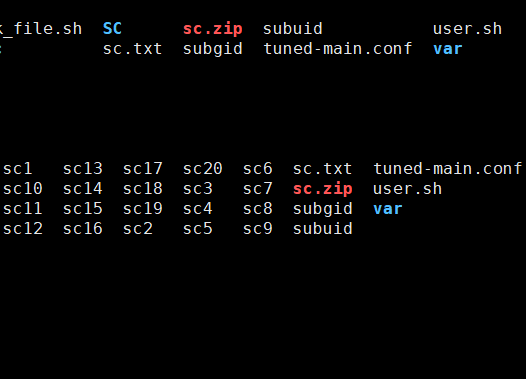 k_file.sh SC sc.zip subuid user.sh
sc.txt subgid tuned-main.conf var
sc1 sc13 sc17 sc20 sc6 sc.txt tuned-main.conf
sc10 sc14 sc18 sc3 sc7 sc.zip user.sh
sc11 sc15 sc19 sc4 sc8 subgid var
sc12 sc16 sc2 sc5 sc9 subuid